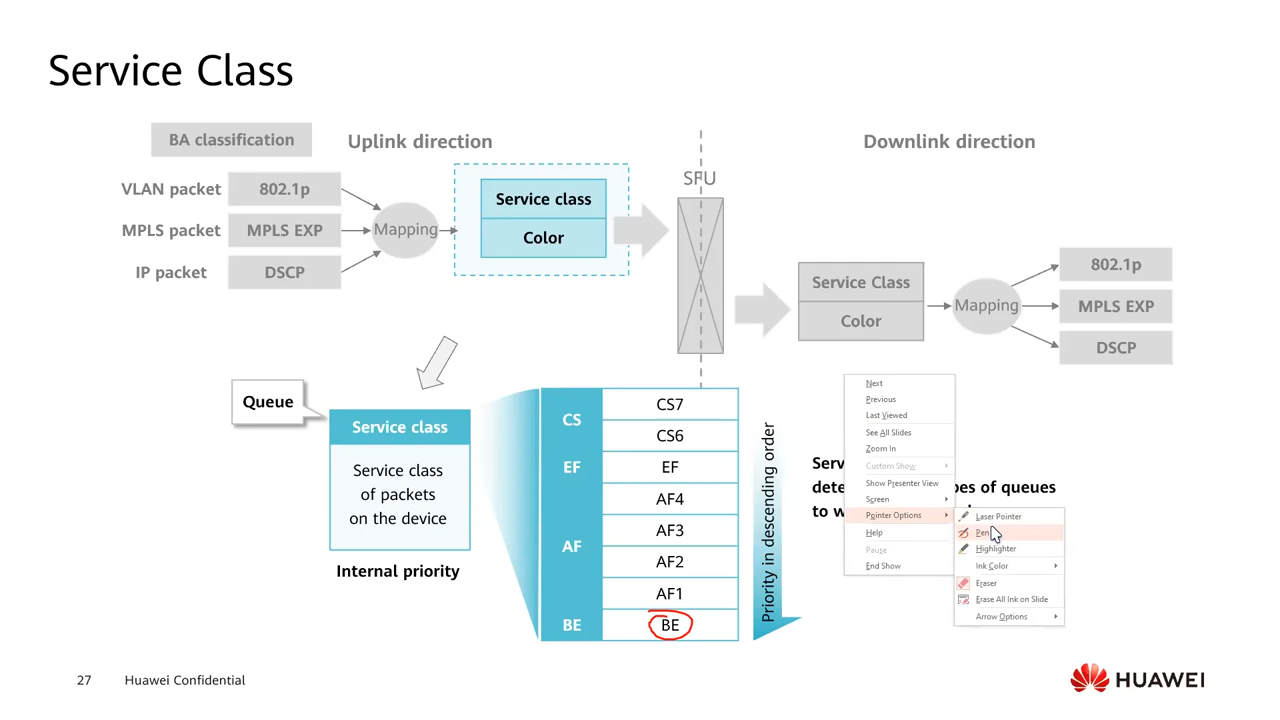 Service Class
BA classification
Uplink direction
Downlink direction
VLAN packet
802.1p
MPLS packet
MPLS EXP
IP packet
DSCP
Mapping
Service class
Color
SFU
Service Class
Color
Mapping
802.1p
MPLS EXP
DSCP
Queue
Service class
Service class
of packets
on the device
Internal priority
CS
CS7
CS6
EF
EF
AF
AF4
AF3
AF2
AF1
BE
BE
Priority in descending order
of queues
to
Next
Previous
Last Viewed
See All Slides
Zoom In
Custom Show
Show Presenter View
Screen
Pointer Options
Help
Pause
End Show
Laser Pointer
Pen
Highlighter
Ink Color
Eraser
Erase All Ink on Slide
Arrow Options
27
Huawei Confidential
HUAWEI